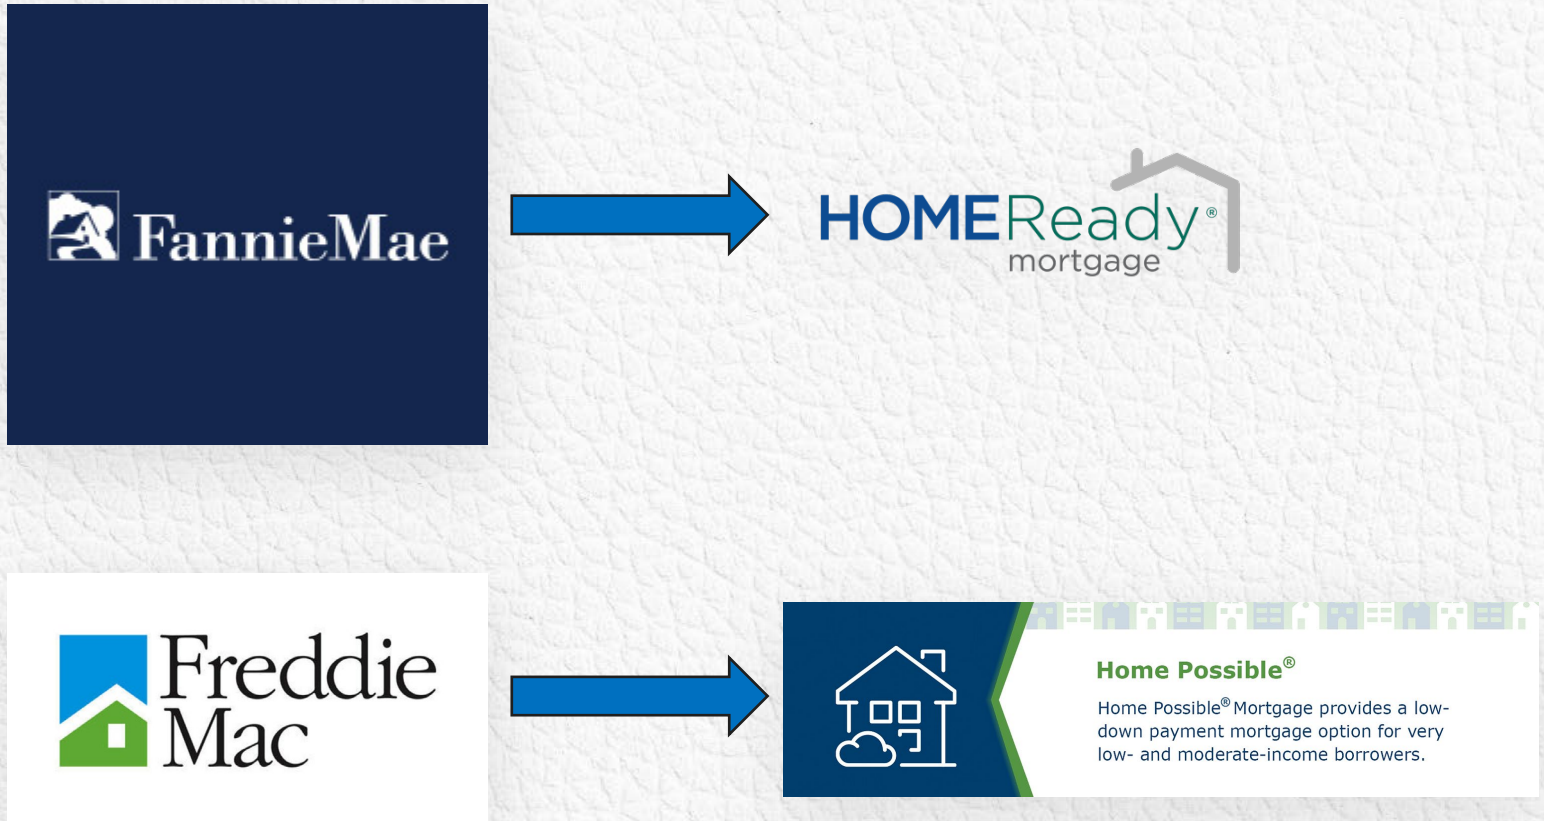 FannieMae
HOMEReady®
mortgage
Freddie
Mac
Home Possible®
Home Possible® Mortgage provides a low-
down payment mortgage option for very
low- and moderate-income borrowers.